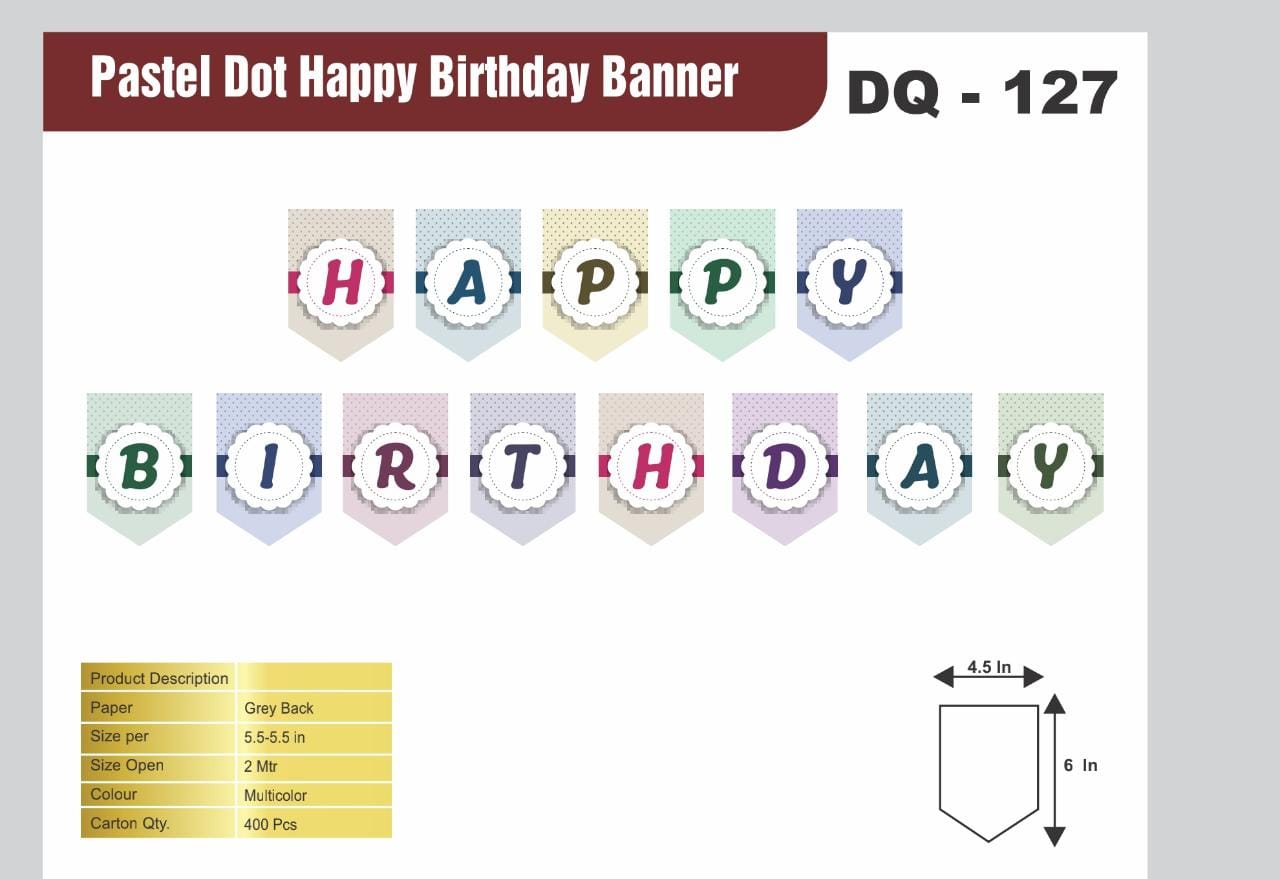 Pastel Dot Happy Birthday Banner
DQ - 127
H A P P Y
B I R T H D A Y
Product Description
Paper Grey Back
Size per 5.5-5.5 in
Size Open 2 Mtr
Colour Multicolor
Carton Qty. 400 Pcs
4.5 In
6 In